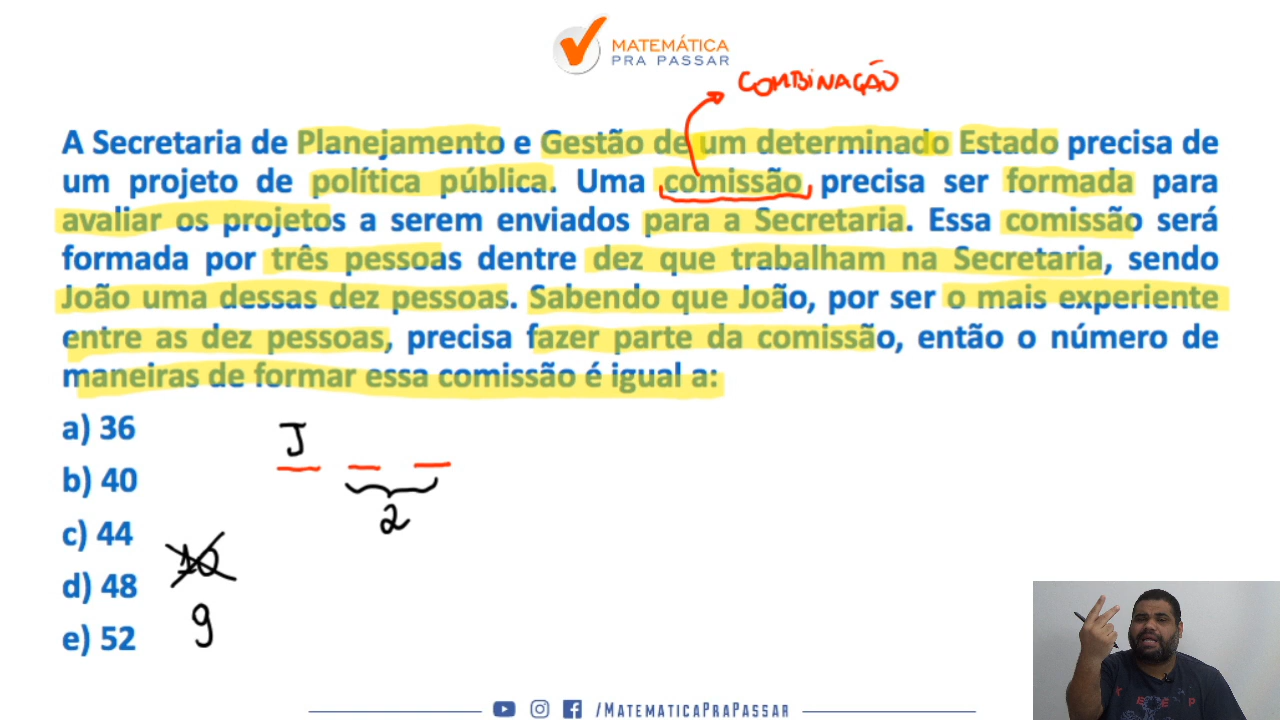 MATEMÁTICA
PRA PASSAR
COMBINAÇÃO
A Secretaria de Planejamento e Gestão de um determinado Estado precisa de
um projeto de política pública. Uma comissão precisa ser formada para
avaliar os projetos a serem enviados para a Secretaria. Essa comissão será
formada por três pessoas dentre dez que trabalham na Secretaria, sendo
João uma dessas dez pessoas. Sabendo que João, por ser o mais experiente
entre as dez pessoas, precisa fazer parte da comissão, então o número de
maneiras de formar essa comissão é igual a:
a) 36
J
b) 40
2
c) 44
10
d) 48
9
e) 52
K E E P
/MatematicaPraPassar